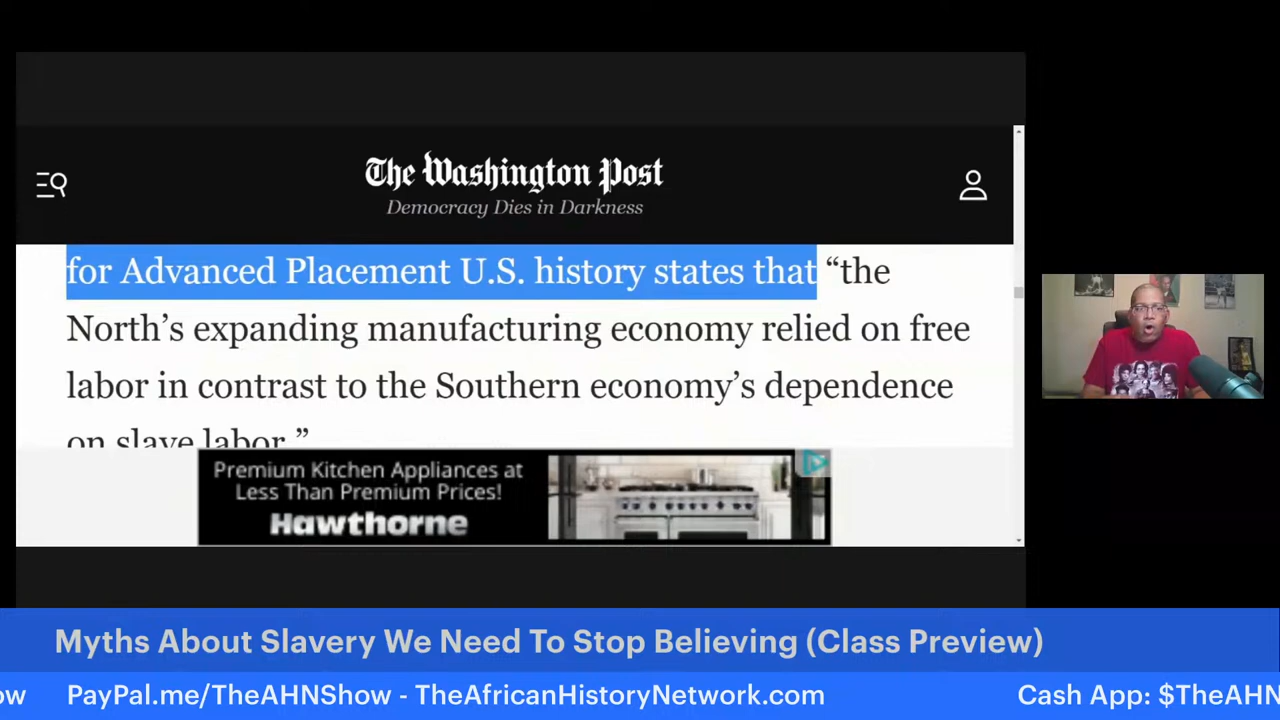 The Washington Post
Democracy Dies in Darkness
for Advanced Placement U.S. history states that “the
North’s expanding manufacturing economy relied on free
labor in contrast to the Southern economy’s dependence
on slave labor.”
Premium Kitchen Appliances at
Less Than Premium Prices!
Hawthorne
Myths About Slavery We Need To Stop Believing (Class Preview)
ow PayPal.me/TheAHNShow - TheAfricanHistoryNetwork.com Cash App: $TheAHN